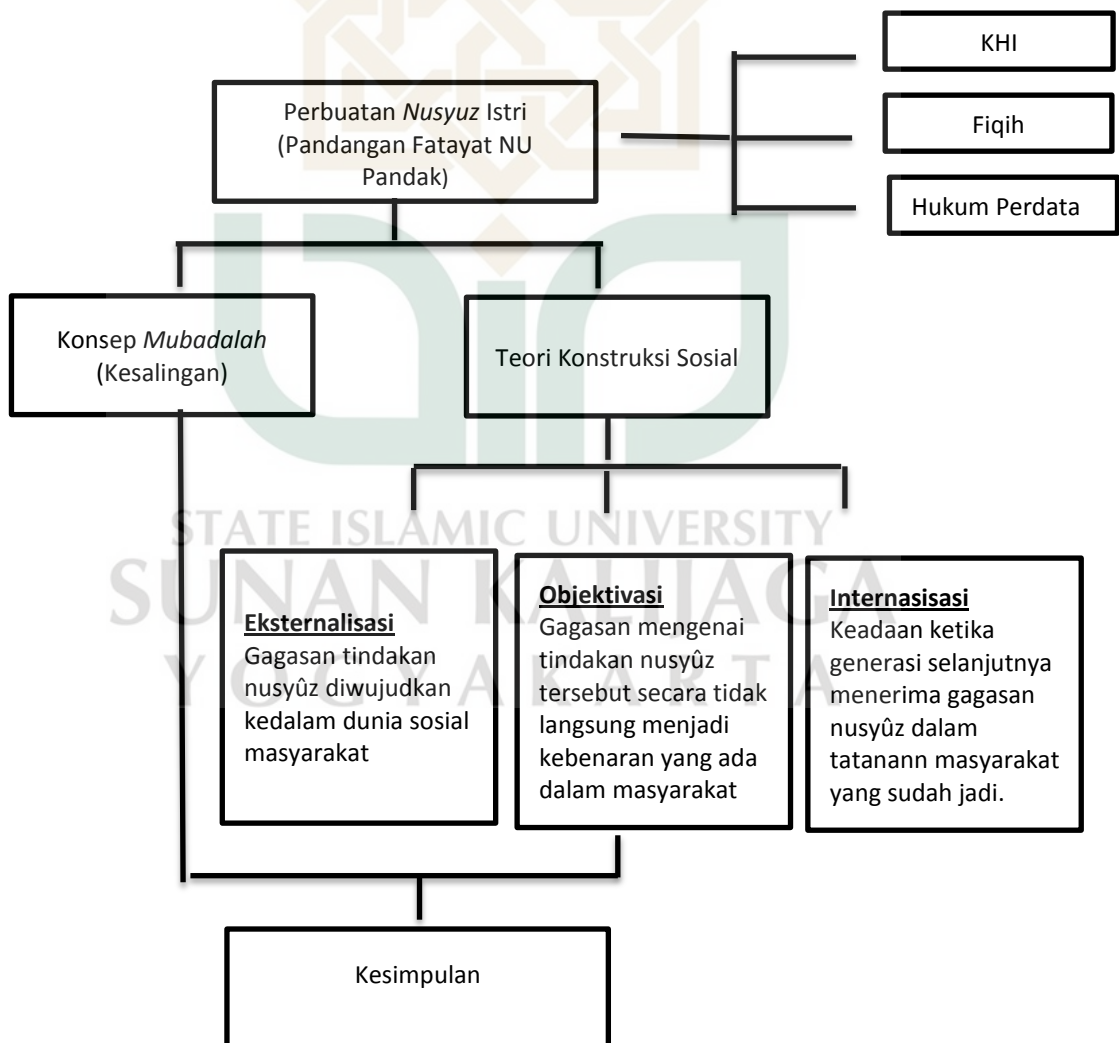 KHI
Perbuatan Nusyuz Istri
(Pandangan Fatayat NU
Pandak)
Fiqih
Hukum Perdata
Konsep Mubadalah
(Kesalingan)
Teori Konstruksi Sosial
STATE ISLAMIC UNIVERSITY
SUNAN KALIJAGA
YOGYAKARTA
Eksternalisasi
Gagasan tindakan
nusyûz diwujudkan
kedalam dunia sosial
masyarakat
Objektivasi
Gagasan mengenai
tindakan nusyûz
tersebut secara tidak
langsung menjadi
kebenaran yang ada
dalam masyarakat
Internasisasi
Keadaan ketika
generasi selanjutnya
menerima gagasan
nusyûz dalam
tatanann masyarakat
yang sudah jadi.
Kesimpulan